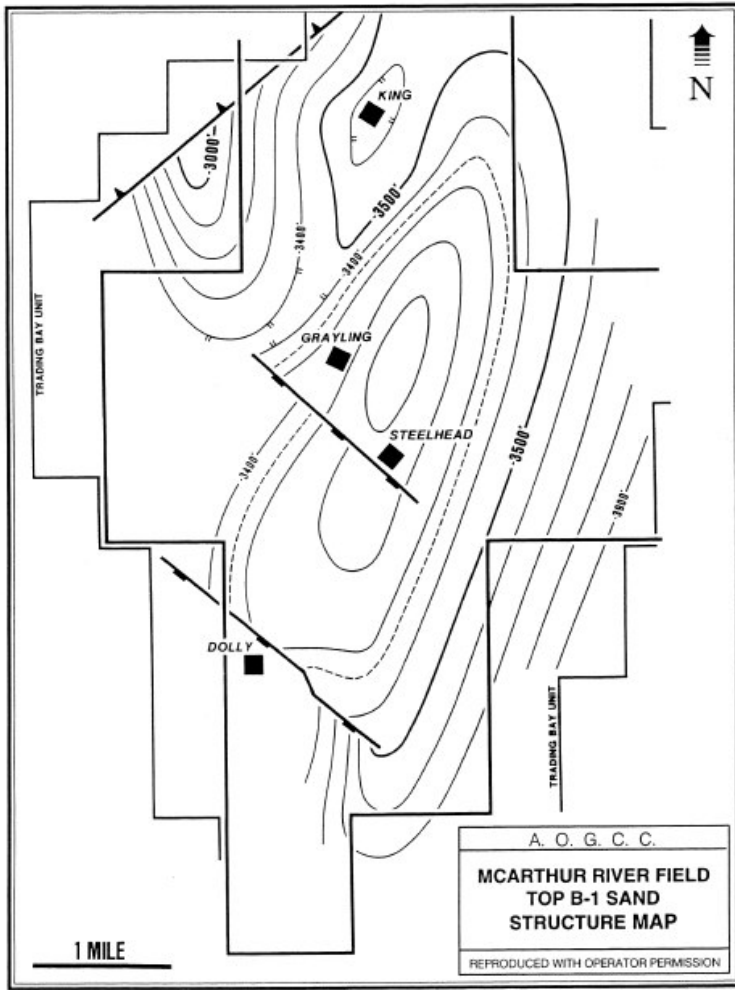 KING
N
-3000'
-3500'
-3400'
-3400'
TRADING BAY UNIT
GRAYLING
STEELHEAD
-3500'
-3400'
-3900'
DOLLY
TRADING BAY UNIT
A. O. G. C. C.
MCARTHUR RIVER FIELD
TOP B-1 SAND
STRUCTURE MAP
REPRODUCED WITH OPERATOR PERMISSION
1 MILE